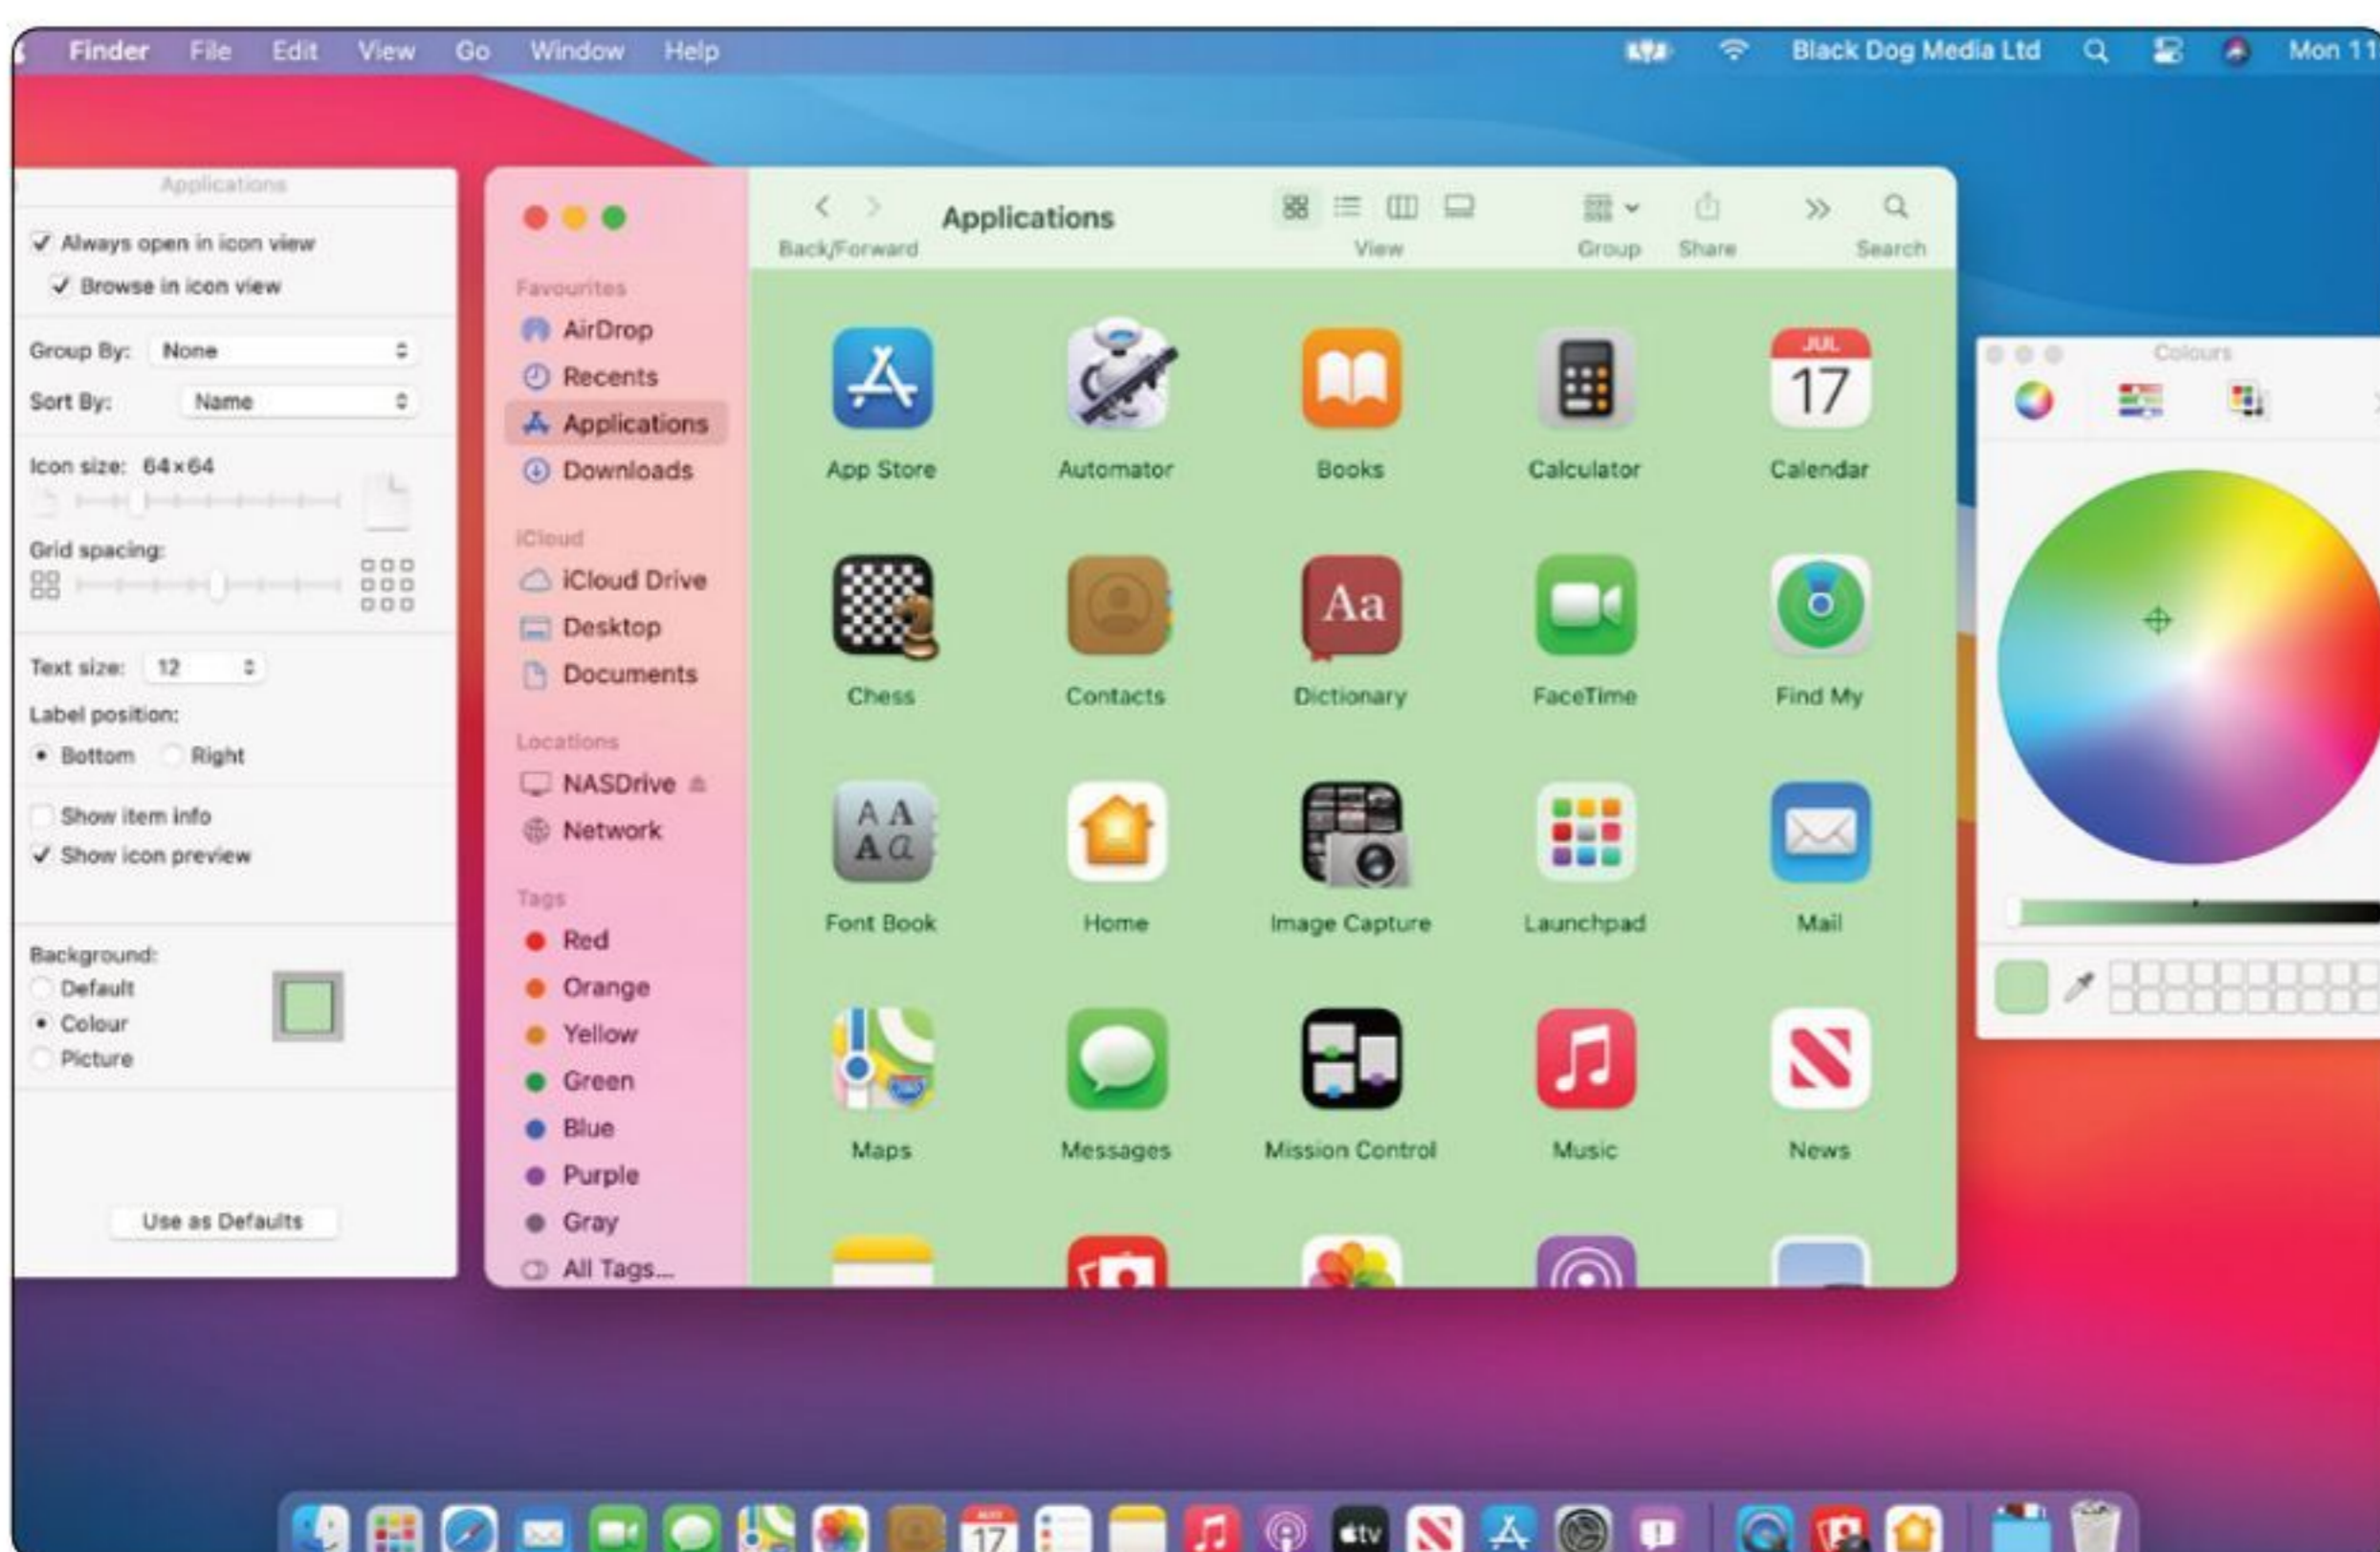 Finder File Edit View Go Window Help Black Dog Media Ltd Mon 11
Applications
Always open in icon view
Browse in icon view
Group By: None
Sort By: Name
Icon size: 64×64
Grid spacing:
Text size: 12
Label position:
Bottom Right
Show item info
Show icon preview
Background:
Default
Colour
Picture
Use as Defaults
Favourites
AirDrop
Recents
Applications
Downloads
iCloud
iCloud Drive
Desktop
Documents
Locations
NASDrive
Network
Tags
Red
Orange
Yellow
Green
Blue
Purple
Gray
All Tags...
Applications
Back/Forward View Group Share Search
JUL
17
App Store Automator Books Calculator Calendar
Aa
Chess Contacts Dictionary FaceTime Find My
A A
A a
Font Book Home Image Capture Launchpad Mail
Maps Messages Mission Control Music News
Colours
17
tv